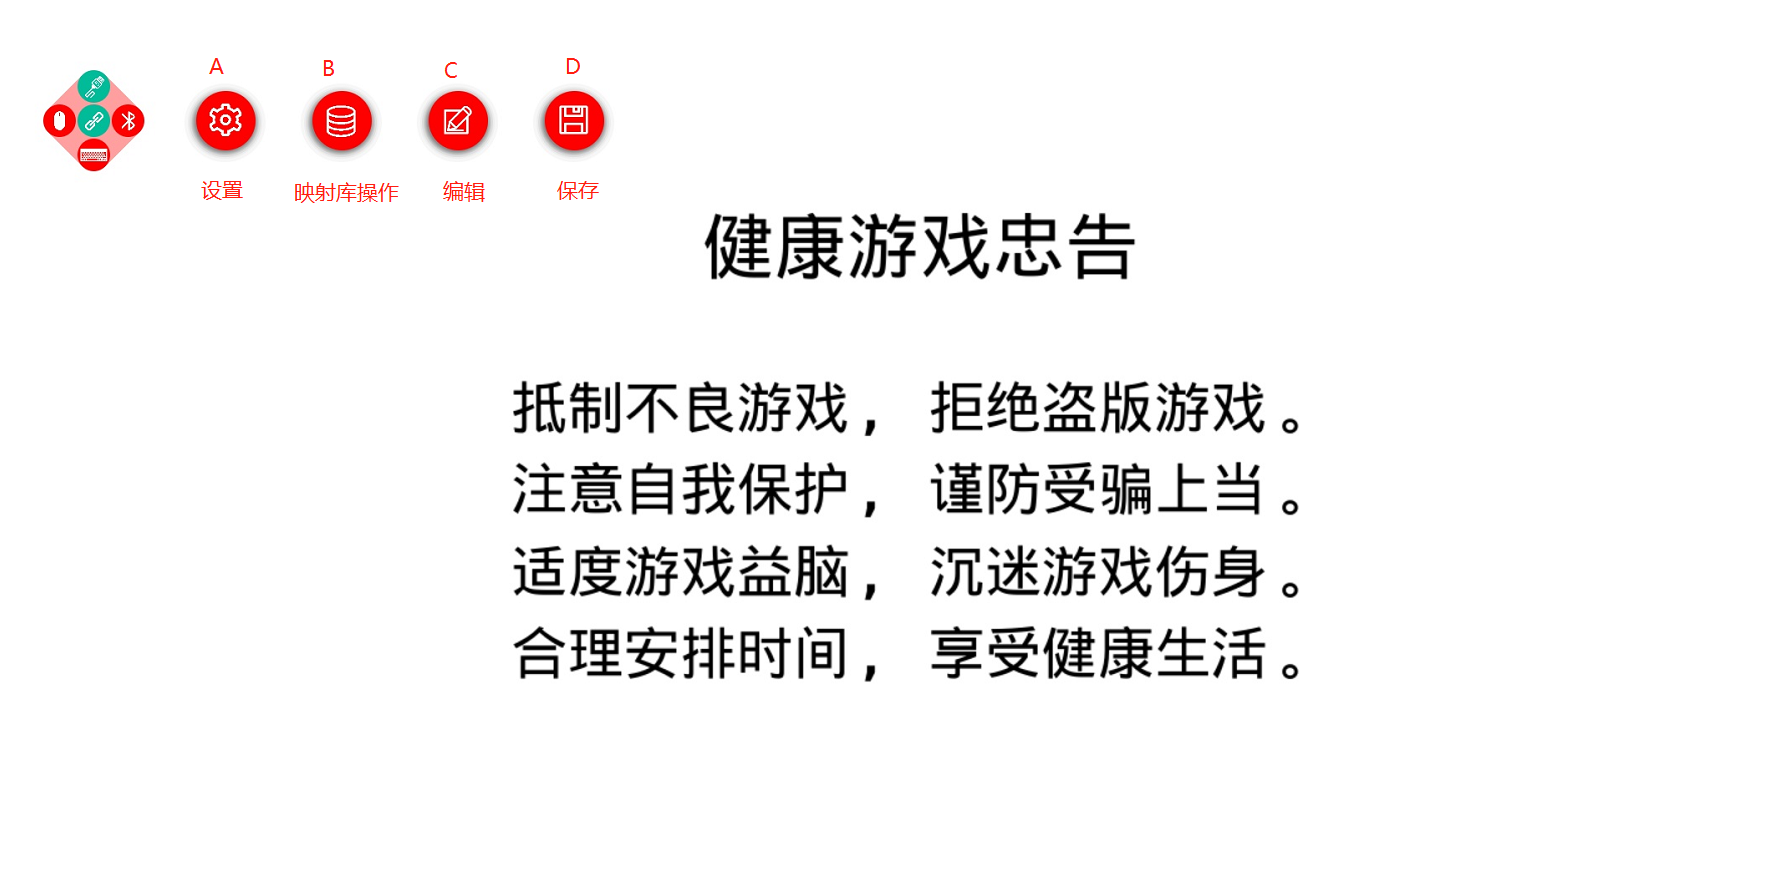 A B C D
设置 映射库操作 编辑 保存
健康游戏忠告
抵制不良游戏， 拒绝盗版游戏。
注意自我保护， 谨防受骗上当。
适度游戏益脑， 沉迷游戏伤身。
合理安排时间， 享受健康生活。